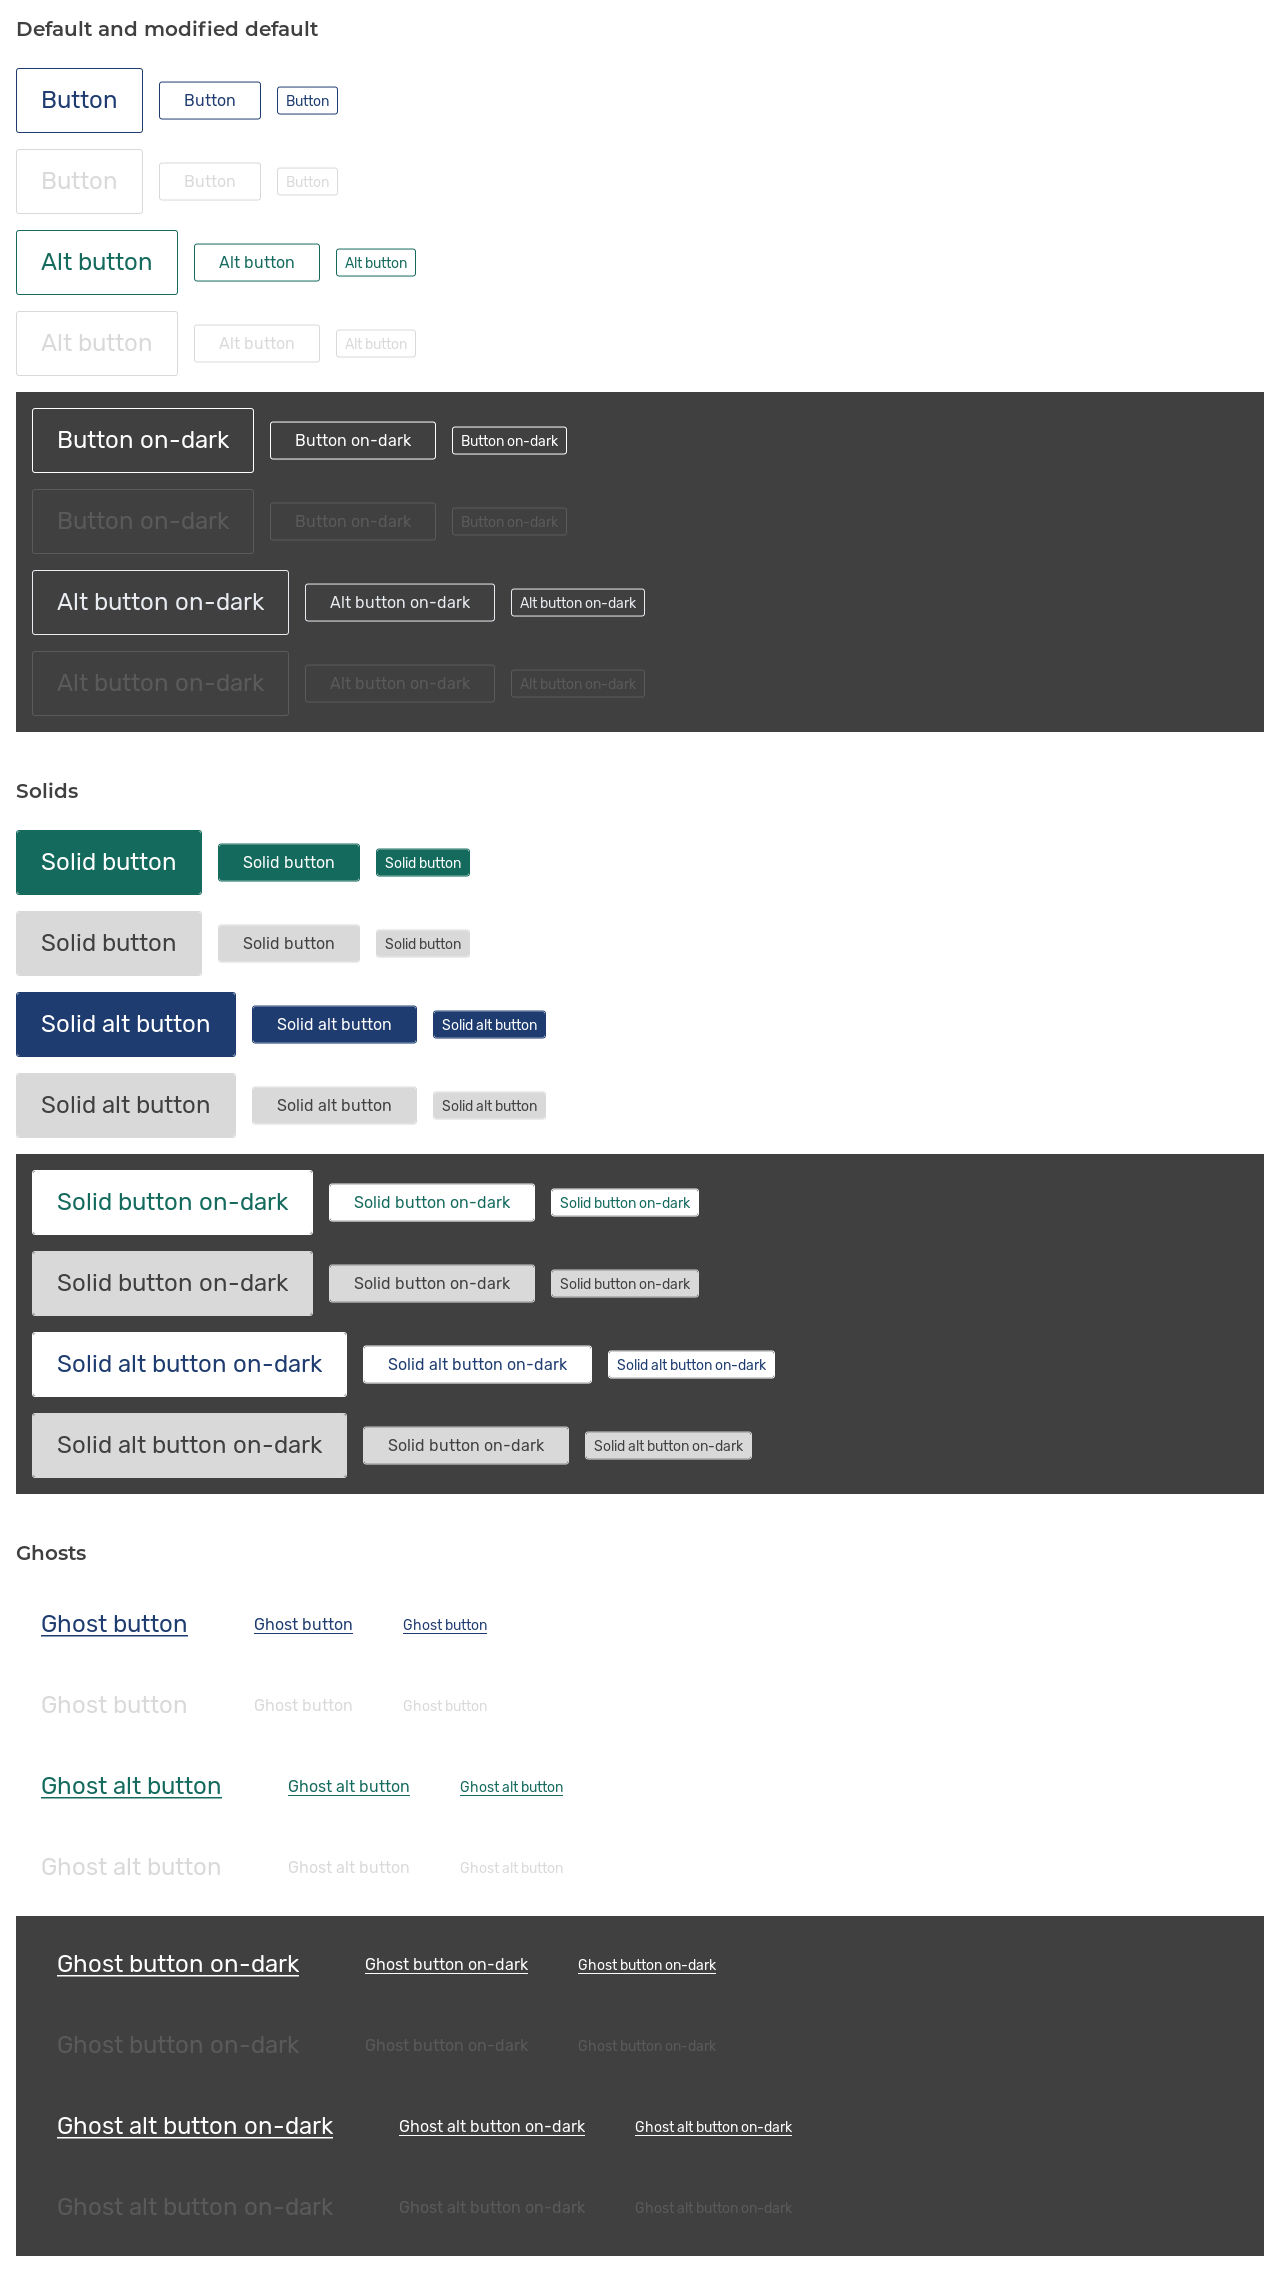 Default and modified default
Button Button Button
Button Button Button
Alt button Alt button Alt button
Alt button Alt button Alt button
Button on-dark Button on-dark Button on-dark
Button on-dark Button on-dark Button on-dark
Alt button on-dark Alt button on-dark Alt button on-dark
Alt button on-dark Alt button on-dark Alt button on-dark
Solids
Solid button Solid button Solid button
Solid button Solid button Solid button
Solid alt button Solid alt button Solid alt button
Solid alt button Solid alt button Solid alt button
Solid button on-dark Solid button on-dark Solid button on-dark
Solid button on-dark Solid button on-dark Solid button on-dark
Solid alt button on-dark Solid alt button on-dark Solid alt button on-dark
Solid alt button on-dark Solid button on-dark Solid alt button on-dark
Ghosts
Ghost button Ghost button Ghost button
Ghost button Ghost button Ghost button
Ghost alt button Ghost alt button Ghost alt button
Ghost alt button Ghost alt button Ghost alt button
Ghost button on-dark Ghost button on-dark Ghost button on-dark
Ghost button on-dark Ghost button on-dark Ghost button on-dark
Ghost alt button on-dark Ghost alt button on-dark Ghost alt button on-dark
Ghost alt button on-dark Ghost alt button on-dark Ghost alt button on-dark